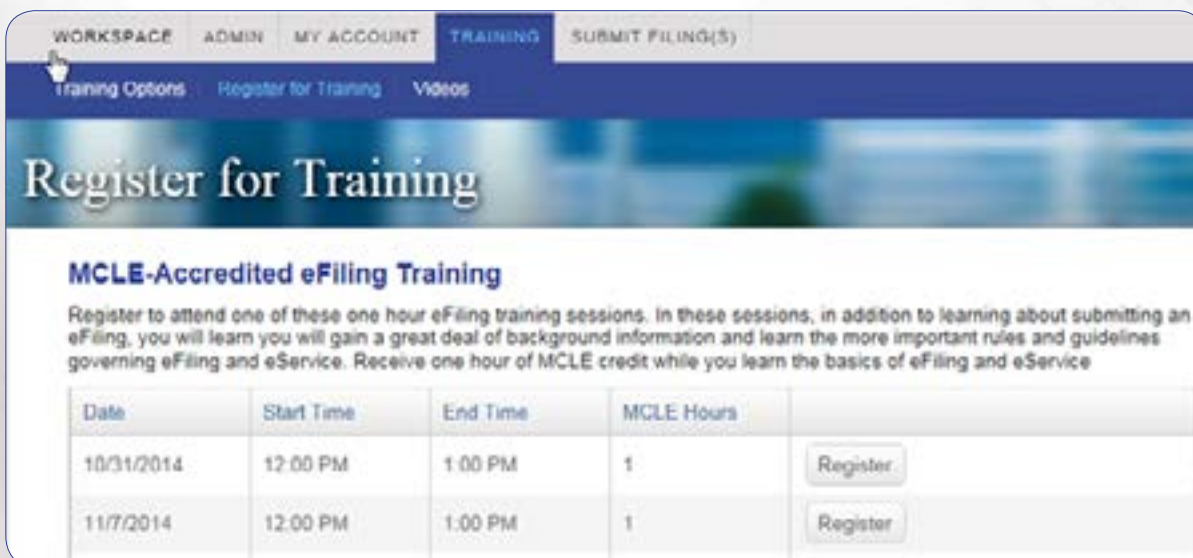 WORKSPACE ADMIN MY ACCOUNT TRAINING SUBMIT FILING(S)
Training Options Register for Training Videos
Register for Training
MCLE-Accredited eFiling Training
Register to attend one of these one hour eFiling training sessions. In these sessions, in addition to learning about submitting an
eFiling, you will learn you will gain a great deal of background information and learn the more important rules and guidelines
governing eFiling and eService. Receive one hour of MCLE credit while you learn the basics of eFiling and eService
Date Start Time End Time MCLE Hours
10/31/2014 12:00 PM 1:00 PM 1 Register
11/7/2014 12:00 PM 1:00 PM 1 Register